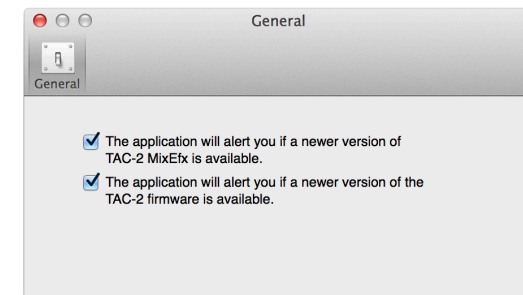 General
General
The application will alert you if a newer version of
TAC-2 MixEfx is available.
The application will alert you if a newer version of the
TAC-2 firmware is available.